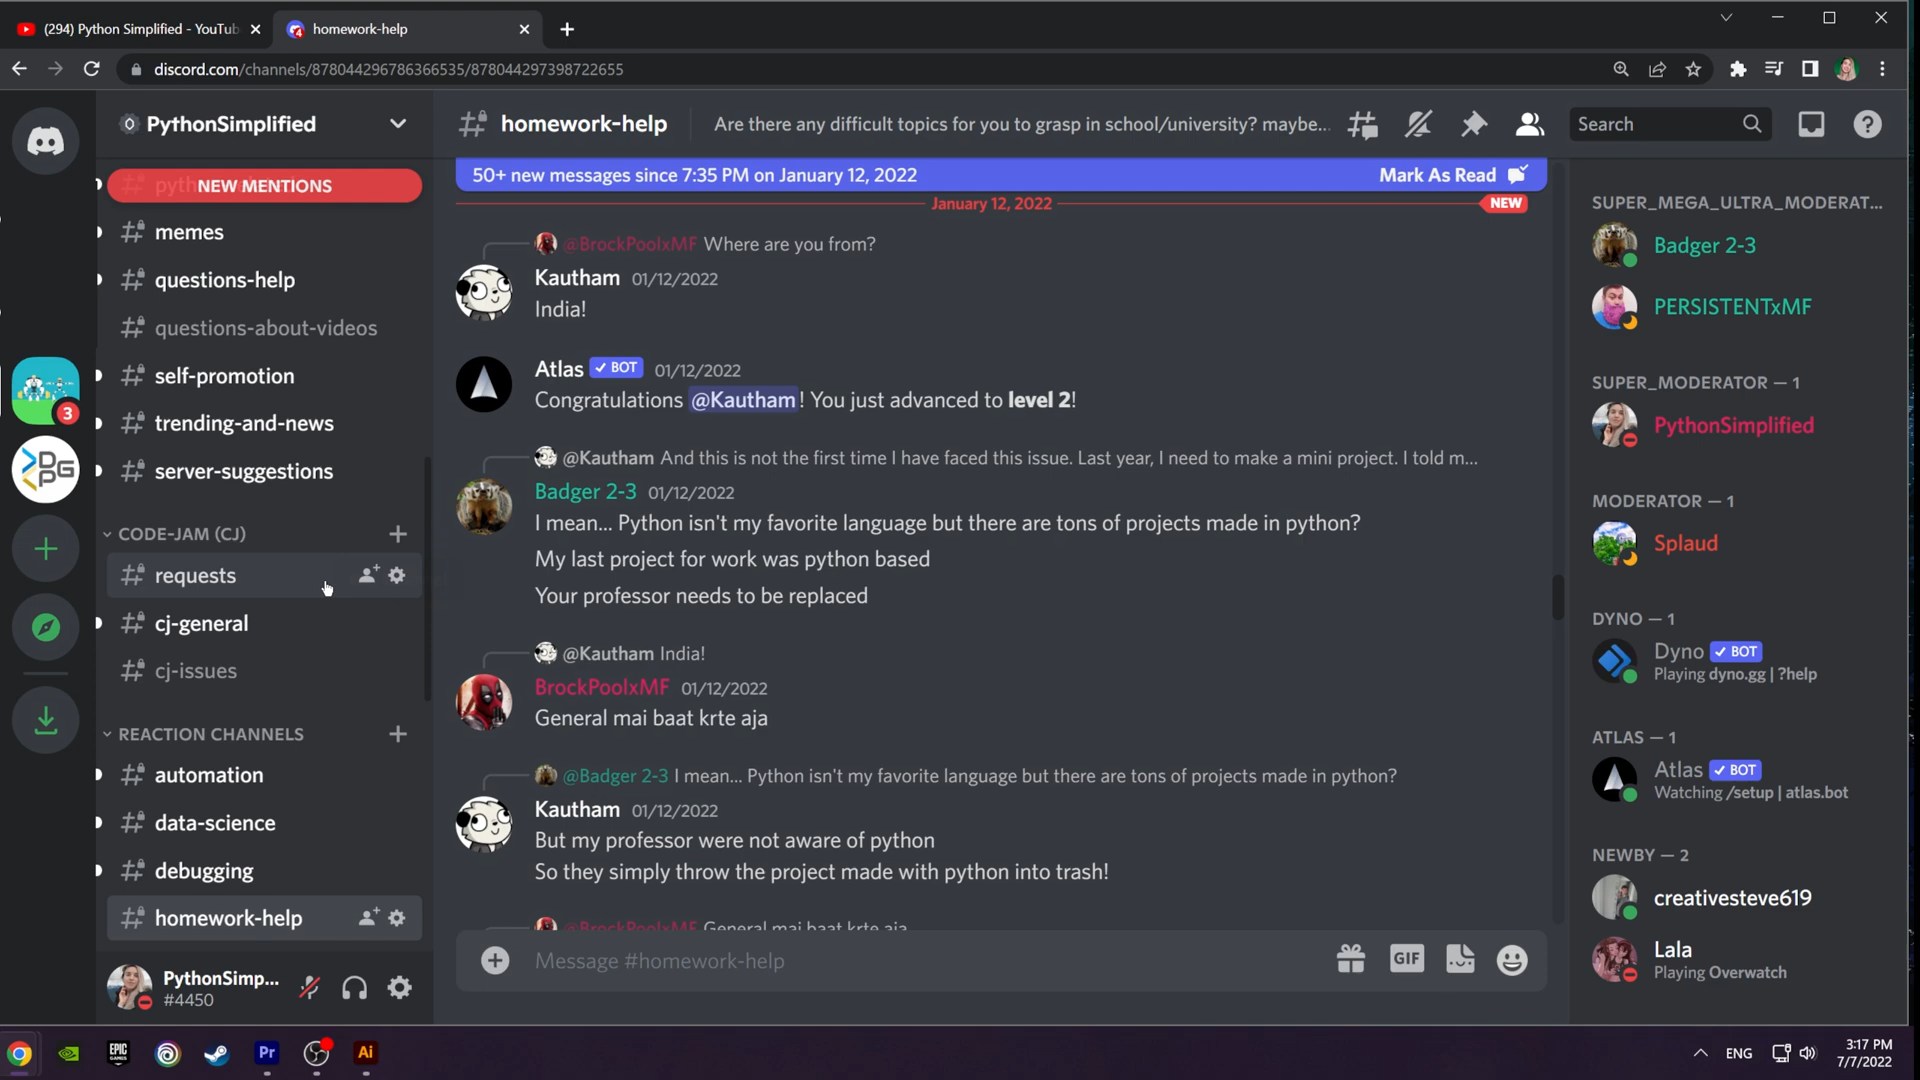 (294) Python Simplified - YouTub
homework-help
discord.com/channels/878044296786366535/878044297398722655
PythonSimplified
homework-help
Are there any difficult topics for you to grasp in school/university? maybe...
Search
NEW MENTIONS
memes
questions-help
questions-about-videos
self-promotion
trending-and-news
server-suggestions
CODE-JAM (CJ)
requests
cj-general
cj-issues
REACTION CHANNELS
automation
data-science
debugging
homework-help
PythonSimp...
#4450
3
50+ new messages since 7:35 PM on January 12, 2022
Mark As Read
January 12, 2022
NEW
@BrockPoolxMF Where are you from?
Kautham 01/12/2022
India!
Atlas BOT 01/12/2022
Congratulations @Kautham! You just advanced to level 2!
@Kautham And this is not the first time I have faced this issue. Last year, I need to make a mini project. I told m...
Badger 2-3 01/12/2022
I mean... Python isn't my favorite language but there are tons of projects made in python?
My last project for work was python based
Your professor needs to be replaced
@Kautham India!
BrockPoolxMF 01/12/2022
General mai baat krte aja
@Badger 2-3 I mean... Python isn't my favorite language but there are tons of projects made in python?
Kautham 01/12/2022
But my professor were not aware of python
So they simply throw the project made with python into trash!
@BrockPoolxMF General mai baat krte aja
Message #homework-help
GIF
SUPER_MEGA_ULTRA_MODERAT...
Badger 2-3
PERSISTENTxMF
SUPER_MODERATOR — 1
PythonSimplified
MODERATOR — 1
Splaud
DYNO — 1
Dyno BOT
Playing dyno.gg | ?help
ATLAS — 1
Atlas BOT
Watching /setup | atlas.bot
NEWBY — 2
creativesteve619
Lala
Playing Overwatch
EPIC GAMES
Pr
Ai
ENG
3:17 PM
7/7/2022